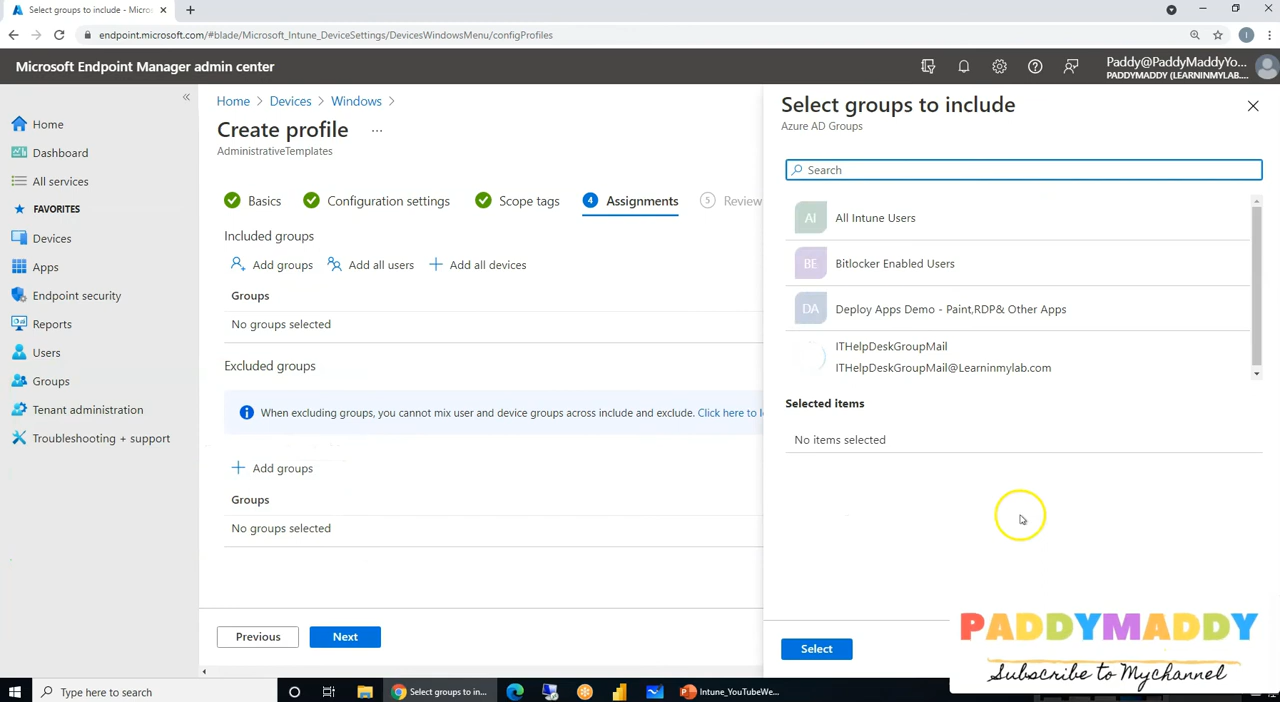 Select groups to include - Micros
endpoint.microsoft.com/#blade/Microsoft_Intune_DeviceSettings/DevicesWindowsMenu/configProfiles
Microsoft Endpoint Manager admin center
Paddy@PaddyMaddyYo...
PADDYMADDY (LEARNINMYLAB....
Home
Dashboard
All services
FAVORITES
Devices
Apps
Endpoint security
Reports
Users
Groups
Tenant administration
Troubleshooting + support
Home > Devices > Windows >
Create profile ...
AdministrativeTemplates
Basics
Configuration settings
Scope tags
4 Assignments
5 Review
Included groups
Add groups
Add all users
Add all devices
Groups
No groups selected
Excluded groups
When excluding groups, you cannot mix user and device groups across include and exclude. Click here to l
Add groups
Groups
No groups selected
Previous
Next
Select groups to include
Azure AD Groups
Search
AI All Intune Users
BE Bitlocker Enabled Users
DA Deploy Apps Demo - Paint,RDP& Other Apps
ITHelpDeskGroupMail
ITHelpDeskGroupMail@Learninmylab.com
Selected items
No items selected
Select
PADDYMADDY
Subscribe to Mychannel
Type here to search
Select groups to in...
Intune_YouTubeWe...